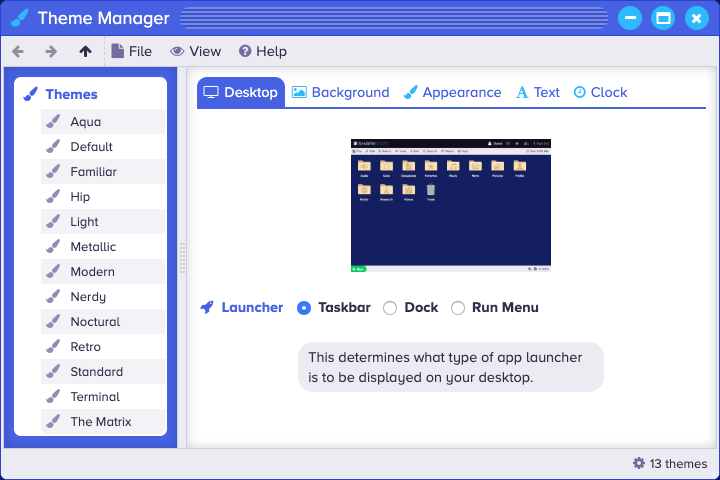 Theme Manager
File View Help
Themes
Aqua
Default
Familiar
Hip
Light
Metallic
Modern
Nerdy
Noctural
Retro
Standard
Terminal
The Matrix
Desktop Background Appearance Text Clock
Launcher Taskbar Dock Run Menu
This determines what type of app launcher
is to be displayed on your desktop.
13 themes